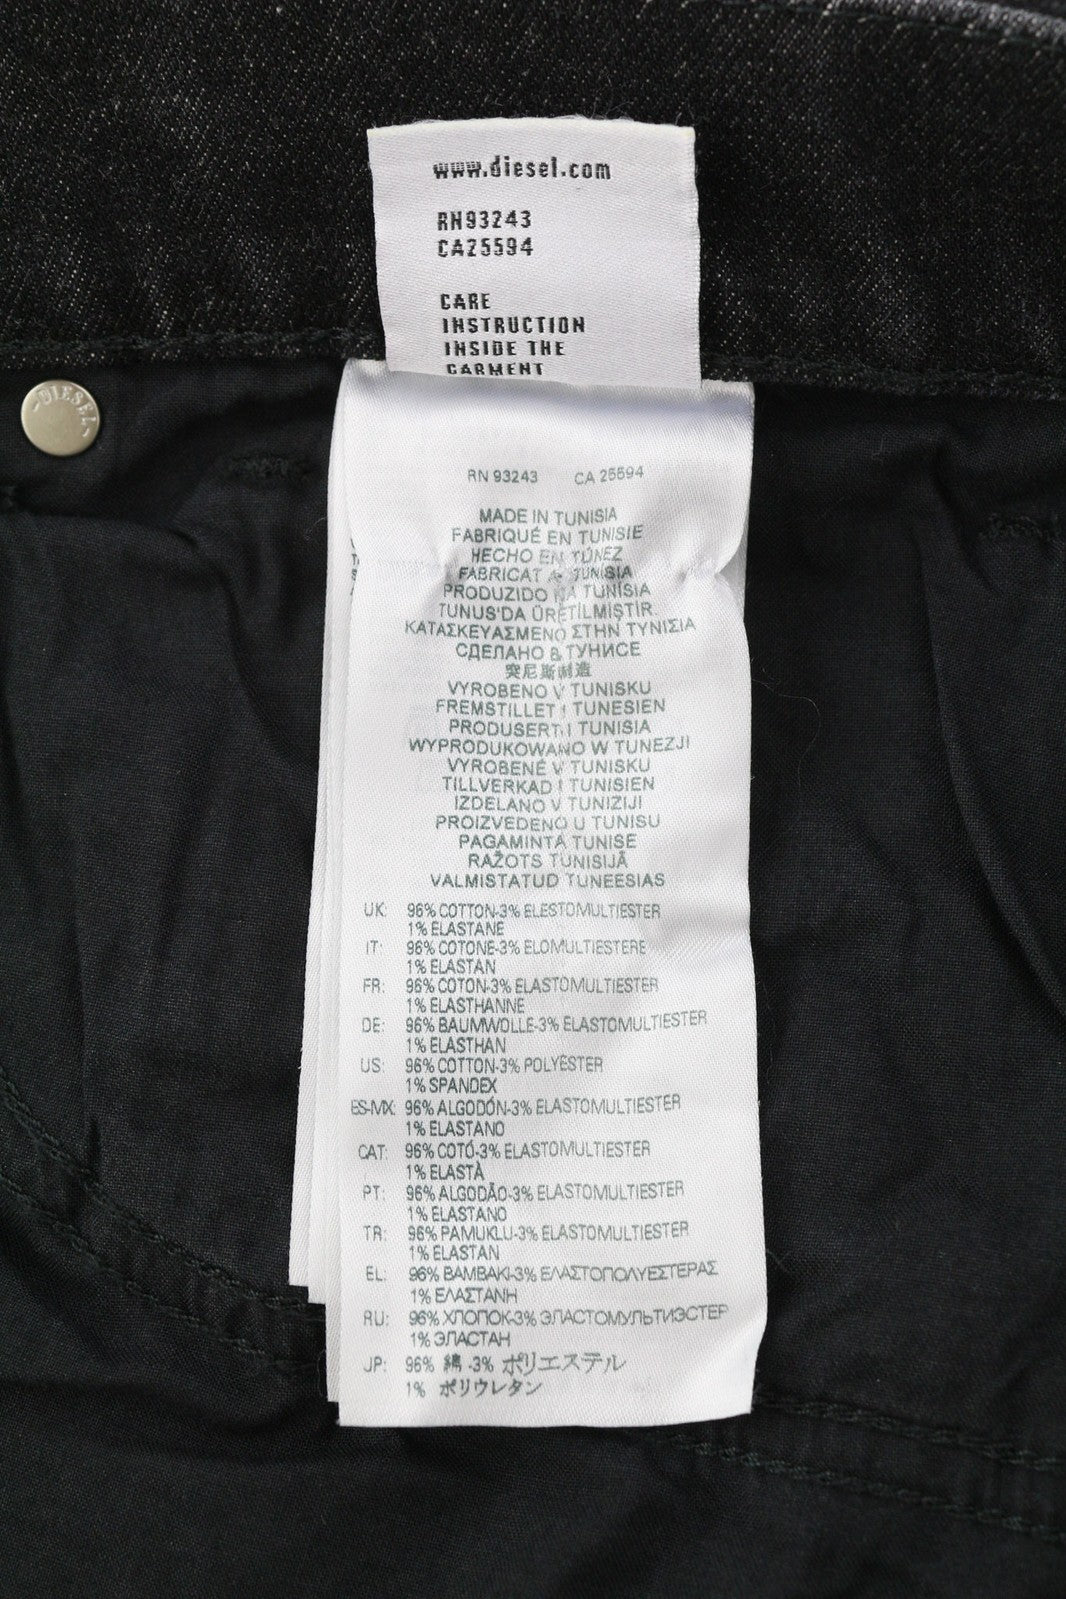 www.diesel.com
RN93243
CA25594
CARE
INSTRUCTION
INSIDE THE
GARMENT
-DIESEL-
RN 93243 CA 25594
MADE IN TUNISIA
FABRIQUÉ EN TUNISIE
HECHO EN TÚNEZ
FABRICAT A TUNÍSIA
PRODUZIDO NA TUNÍSIA
TUNUS'DA ÜRETİLMİŞTİR
ΚΑΤΑΣΚΕΥΑΣΜΕΝΟ ΣΤΗΝ ΤΥΝΙΣΙΑ
СДЕЛАНО В ТУНИСЕ
突尼斯制造
VYROBENO V TUNISKU
FREMSTILLET I TUNESIEN
PRODUSERT I TUNISIA
WYPRODUKOWANO W TUNEZJI
VYROBENÉ V TUNISKU
TILLVERKAD I TUNISIEN
IZDELANO V TUNIZIJI
PROIZVEDENO U TUNISU
PAGAMINTA TUNISE
RAŽOTS TUNISIJĀ
VALMISTATUD TUNEESIAS
UK: 96% COTTON-3% ELESTOMULTIESTER
1% ELASTANE
IT: 96% COTONE-3% ELOMULTIESTERE
1% ELASTAN
FR: 96% COTON-3% ELASTOMULTIESTER
1% ELASTHANNE
DE: 96% BAUMWOLLE-3% ELASTOMULTIESTER
1% ELASTHAN
US: 96% COTTON-3% POLYESTER
1% SPANDEX
ES-MX: 96% ALGODÓN-3% ELASTOMULTIESTER
1% ELASTANO
CAT: 96% COTÓ-3% ELASTOMULTIESTER
1% ELASTÀ
PT: 96% ALGODÃO-3% ELASTOMULTIESTER
1% ELASTANO
TR: 96% PAMUKLU-3% ELASTOMULTIESTER
1% ELASTAN
EL: 96% ΒΑΜΒΑΚΙ-3% ΕΛΑΣΤΟΠΟΛΥΕΣΤΕΡΑΣ
1% ΕΛΑΣΤΑΝΗ
RU: 96% ХЛОПОК-3% ЭЛАСТОМУЛЬТИЭСТЕР
1% ЭЛАСТАН
JP: 96% 綿 -3% ポリエステル
1% ポリウレタン